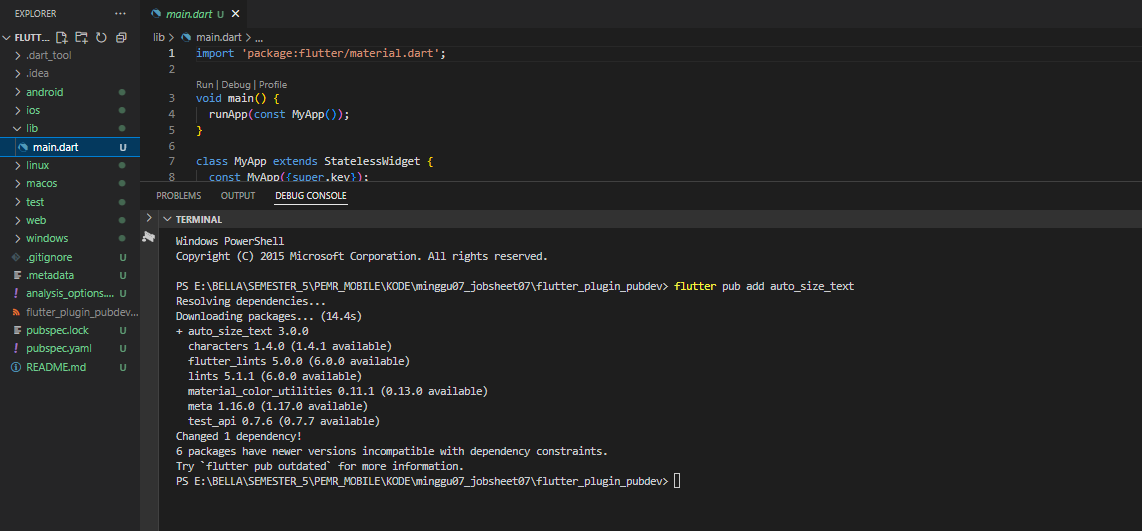 EXPLORER
FLUTT...
.dart_tool
.idea
android
ios
lib
main.dart U
linux
macos
test
web
windows
.gitignore U
.metadata U
analysis_options.... U
flutter_plugin_pubdev...
pubspec.lock U
pubspec.yaml U
README.md U
main.dart U
lib > main.dart > ...
1 import 'package:flutter/material.dart';
2
Run | Debug | Profile
3 void main() {
4 runApp(const MyApp());
5 }
6
7 class MyApp extends StatelessWidget {
8 const MyApp({super.key});
PROBLEMS OUTPUT DEBUG CONSOLE
TERMINAL
Windows PowerShell
Copyright (C) 2015 Microsoft Corporation. All rights reserved.
PS E:\BELLA\SEMESTER_5\PEMR_MOBILE\KODE\minggu07_jobsheet07\flutter_plugin_pubdev> flutter pub add auto_size_text
Resolving dependencies...
Downloading packages... (14.4s)
+ auto_size_text 3.0.0
characters 1.4.0 (1.4.1 available)
flutter_lints 5.0.0 (6.0.0 available)
lints 5.1.1 (6.0.0 available)
material_color_utilities 0.11.1 (0.13.0 available)
meta 1.16.0 (1.17.0 available)
test_api 0.7.6 (0.7.7 available)
Changed 1 dependency!
6 packages have newer versions incompatible with dependency constraints.
Try `flutter pub outdated` for more information.
PS E:\BELLA\SEMESTER_5\PEMR_MOBILE\KODE\minggu07_jobsheet07\flutter_plugin_pubdev>